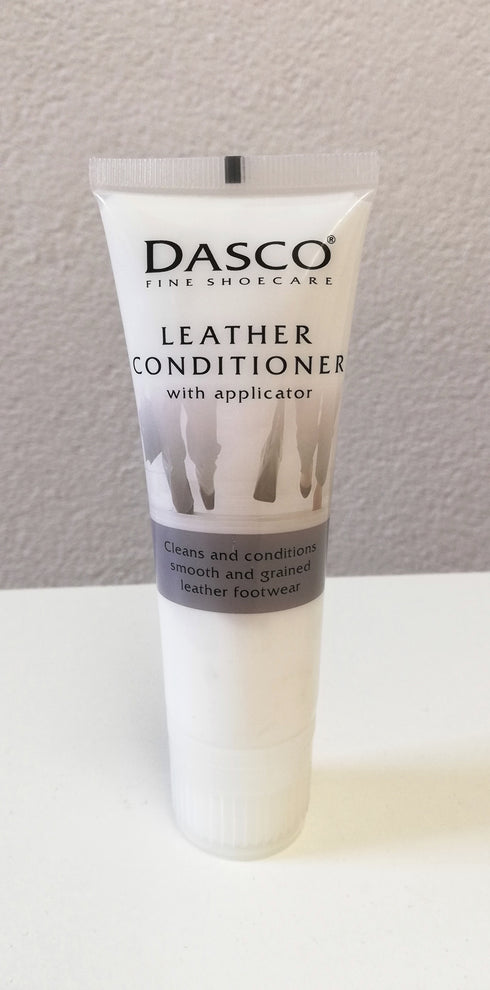 DASCO®
FINE SHOECARE
LEATHER
CONDITIONER
with applicator
Cleans and conditions
smooth and grained
leather footwear